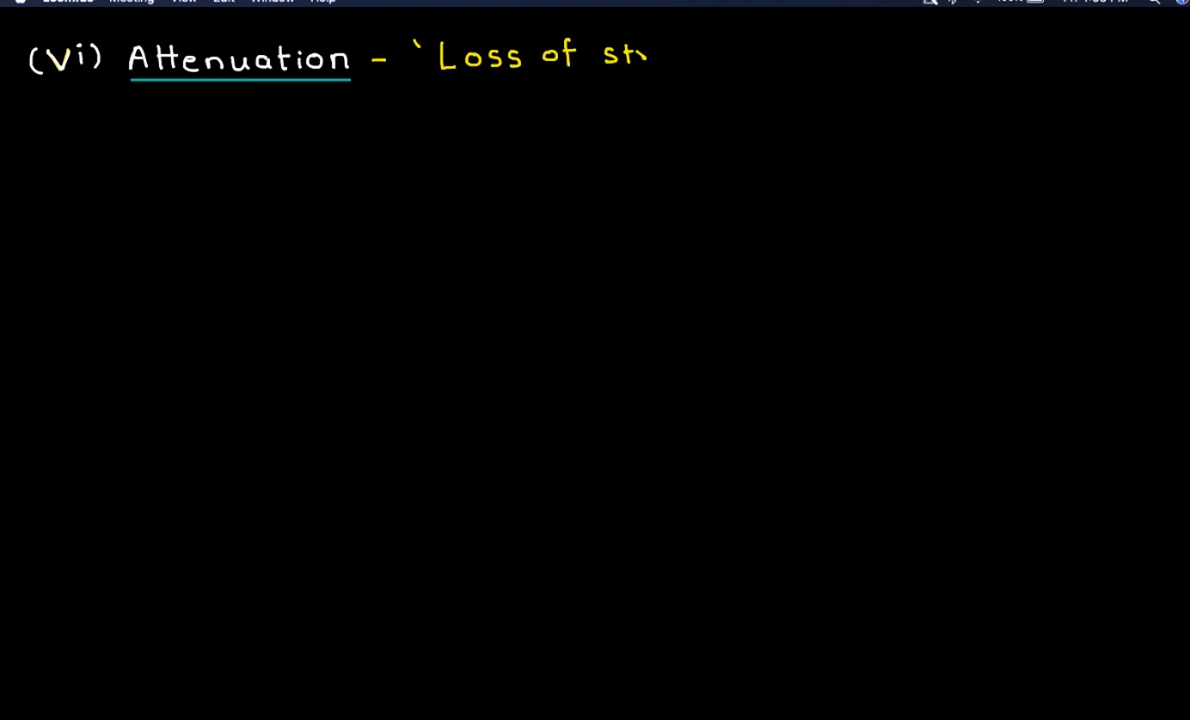 (Vi) Attenuation - ` Loss of